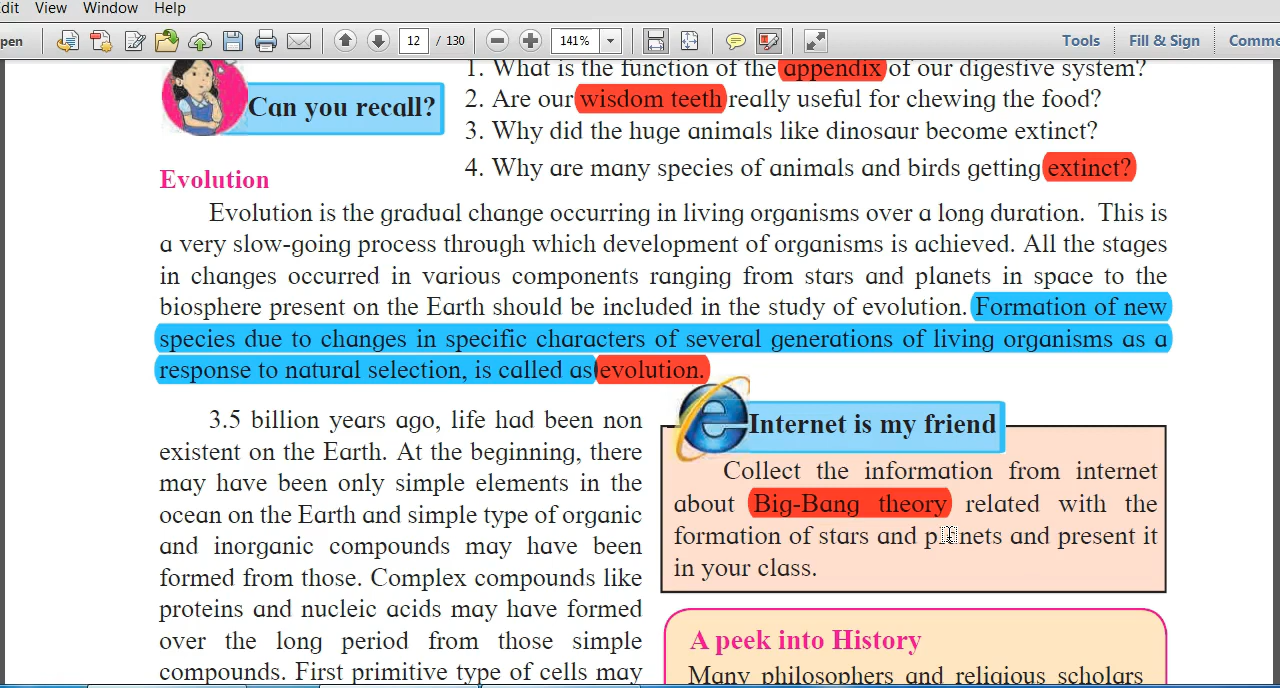 dit View Window Help
pen 12 / 130 141% Tools Fill & Sign Comme
1. What is the function of the appendix of our digestive system?
Can you recall?
2. Are our wisdom teeth really useful for chewing the food?
3. Why did the huge animals like dinosaur become extinct?
4. Why are many species of animals and birds getting extinct?
Evolution
Evolution is the gradual change occurring in living organisms over a long duration. This is
a very slow-going process through which development of organisms is achieved. All the stages
in changes occurred in various components ranging from stars and planets in space to the
biosphere present on the Earth should be included in the study of evolution. Formation of new
species due to changes in specific characters of several generations of living organisms as a
response to natural selection, is called as evolution.
3.5 billion years ago, life had been non
existent on the Earth. At the beginning, there
may have been only simple elements in the
ocean on the Earth and simple type of organic
and inorganic compounds may have been
formed from those. Complex compounds like
proteins and nucleic acids may have formed
over the long period from those simple
compounds. First primitive type of cells may
Internet is my friend
Collect the information from internet
about Big-Bang theory related with the
formation of stars and planets and present it
in your class.
A peek into History
Many philosophers and religious scholars